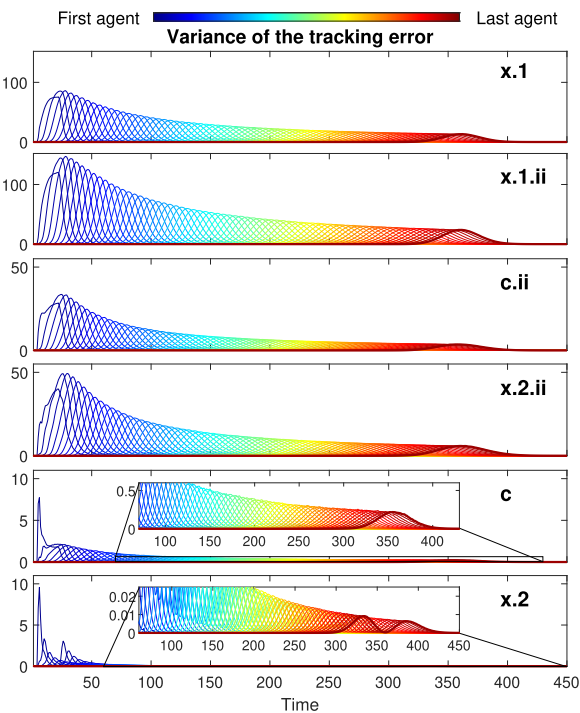 First agent Last agent
Variance of the tracking error
x.1
100
0
x.1.ii
100
0
c.ii
50
0
x.2.ii
50
0
c
10
5
0
0.5
0
100 150 200 250 300 350 400
x.2
10
5
0
0.02
0.01
0
100 150 200 250 300 350 400 450
50 100 150 200 250 300 350 400 450
Time